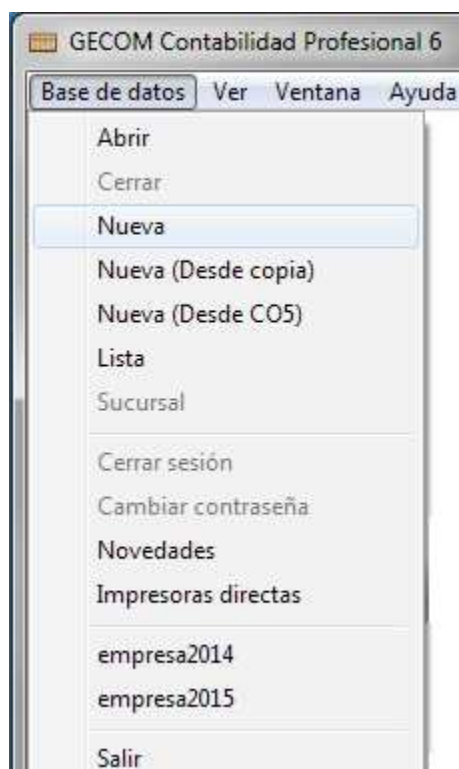 GECOM Contabilidad Profesional 6
Base de datos Ver Ventana Ayuda
Abrir
Cerrar
Nueva
Nueva (Desde copia)
Nueva (Desde CO5)
Lista
Sucursal
Cerrar sesión
Cambiar contraseña
Novedades
Impresoras directas
empresa2014
empresa2015
Salir